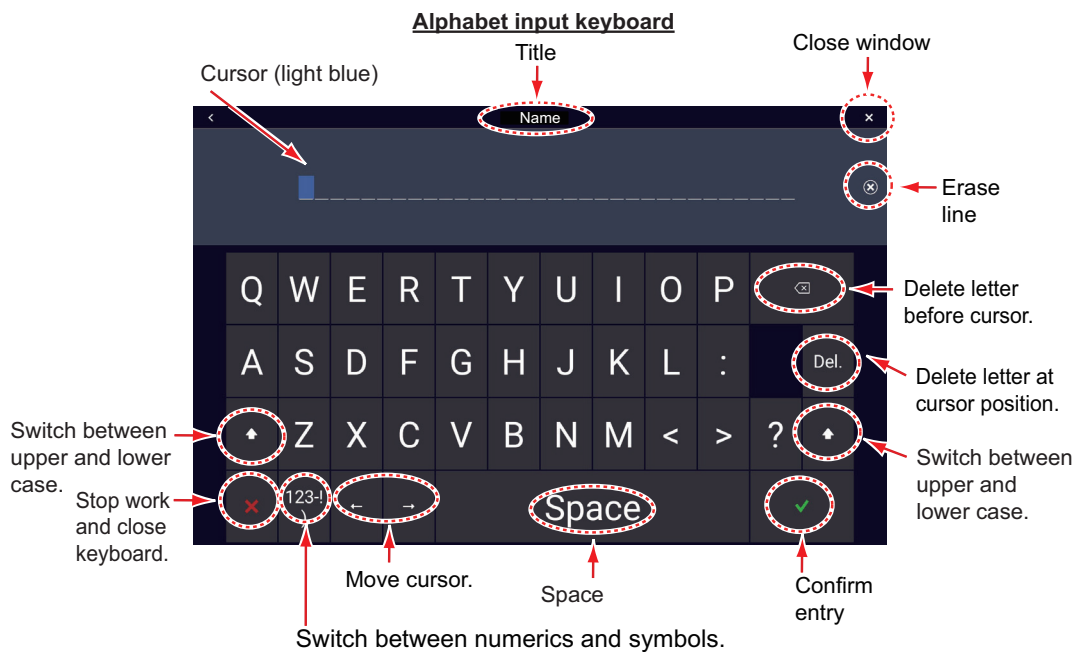 Alphabet input keyboard
Title
Close window
Cursor (light blue)
< Name ×
Erase
line
Q W E R T Y U I O P
Delete letter
before cursor.
A S D F G H J K L : Del.
Delete letter at
cursor position.
Z X C V B N M < > ?
Switch between
upper and lower
case.
Switch between
upper and
lower case.
123-!
)
← → Space
Stop work
and close
keyboard.
Move cursor.
Space
Confirm
entry
Switch between numerics and symbols.